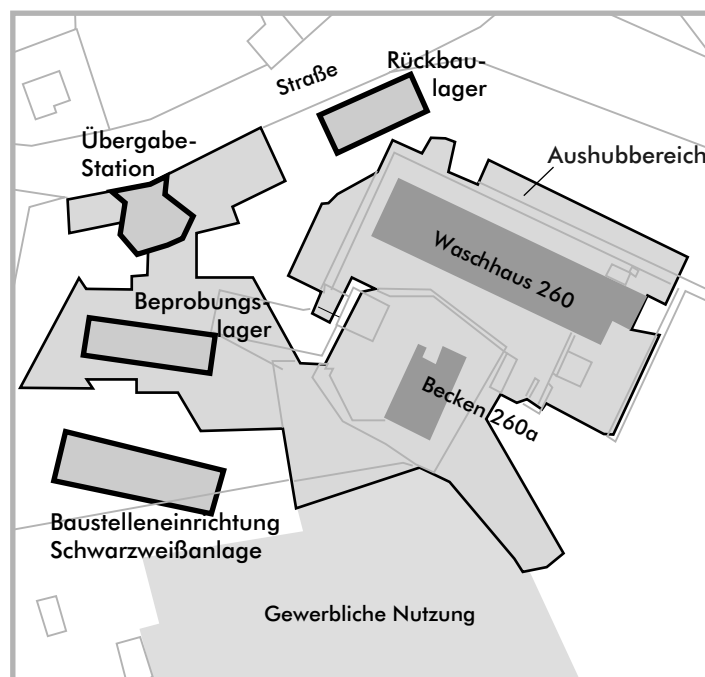 Rückbau-
lager
Straße
Übergabe-
Station
Aushubbereich
Waschhaus 260
Beprobungs-
lager
Becken 260a
Baustelleneinrichtung
Schwarzweißanlage
Gewerbliche Nutzung